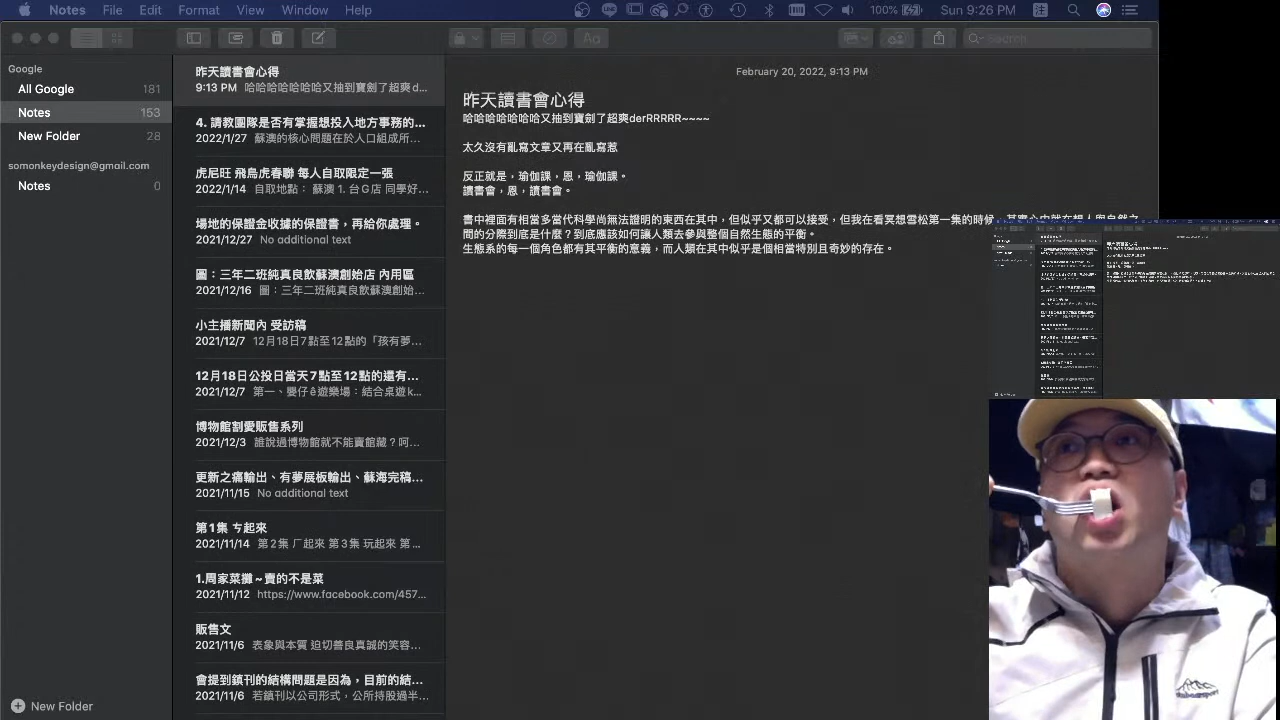 Notes File Edit Format View Window Help 100% Sun 9:26 PM
Aa Search
Google
All Google 181
Notes 153
New Folder 28
somonkeydesign@gmail.com
Notes 0
New Folder
昨天讀書會心得
9:13 PM 哈哈哈哈哈哈哈又抽到寶劍了超爽d...
4. 請教團隊是否有掌握想投入地方事務的...
2022/1/27 蘇澳的核心問題在於人口組成所...
虎尼旺 飛鳥虎春聯 每人自取限定一張
2022/1/14 自取地點： 蘇澳 1. 台G店 同學好...
場地的保證金收據的保證書，再給你處理。
2021/12/27 No additional text
圖：三年二班純真良飲蘇澳創始店 內用區
2021/12/16 圖：三年二班純真良飲蘇澳創始...
小主播新聞內 受訪稿
2021/12/7 12月18日7點至12點的「孩有夢...
12月18日公投日當天７點至12點的還有...
2021/12/7 第一、嬰仔ê遊樂場：結合桌遊k...
博物館割愛販售系列
2021/12/3 誰說過博物館就不能賣館藏？呵...
更新之痛輸出、有夢展板輸出、蘇海完稿...
2021/11/15 No additional text
第1集 ㄘ起來
2021/11/14 第2集 ㄏ起來 第3集 玩起來 第...
1.周家菜攤～賣的不是菜
2021/11/12 https://www.facebook.com/457...
販售文
2021/11/6 表象與本質 迫切善良真誠的笑容...
會提到鎮刊的結構問題是因為，目前的結...
2021/11/6 若鎮刊以公司形式，公所持股過半...
February 20, 2022, 9:13 PM
昨天讀書會心得
哈哈哈哈哈哈哈又抽到寶劍了超爽derRRRRR~~~~
太久沒有亂寫文章又再在亂寫惹
反正就是，瑜伽課，恩，瑜伽課。
讀書會，恩，讀書會。
書中裡面有相當多當代科學尚無法證明的東西在其中，但似乎又都可以接受，但我在看冥想雪松第一集的時候，其實心中就在想人與自然之
間的分際到底是什麼？到底應該如何讓人類去參與整個自然生態的平衡。
生態系的每一個角色都有其平衡的意義，而人類在其中似乎是個相當特別且奇妙的存在。